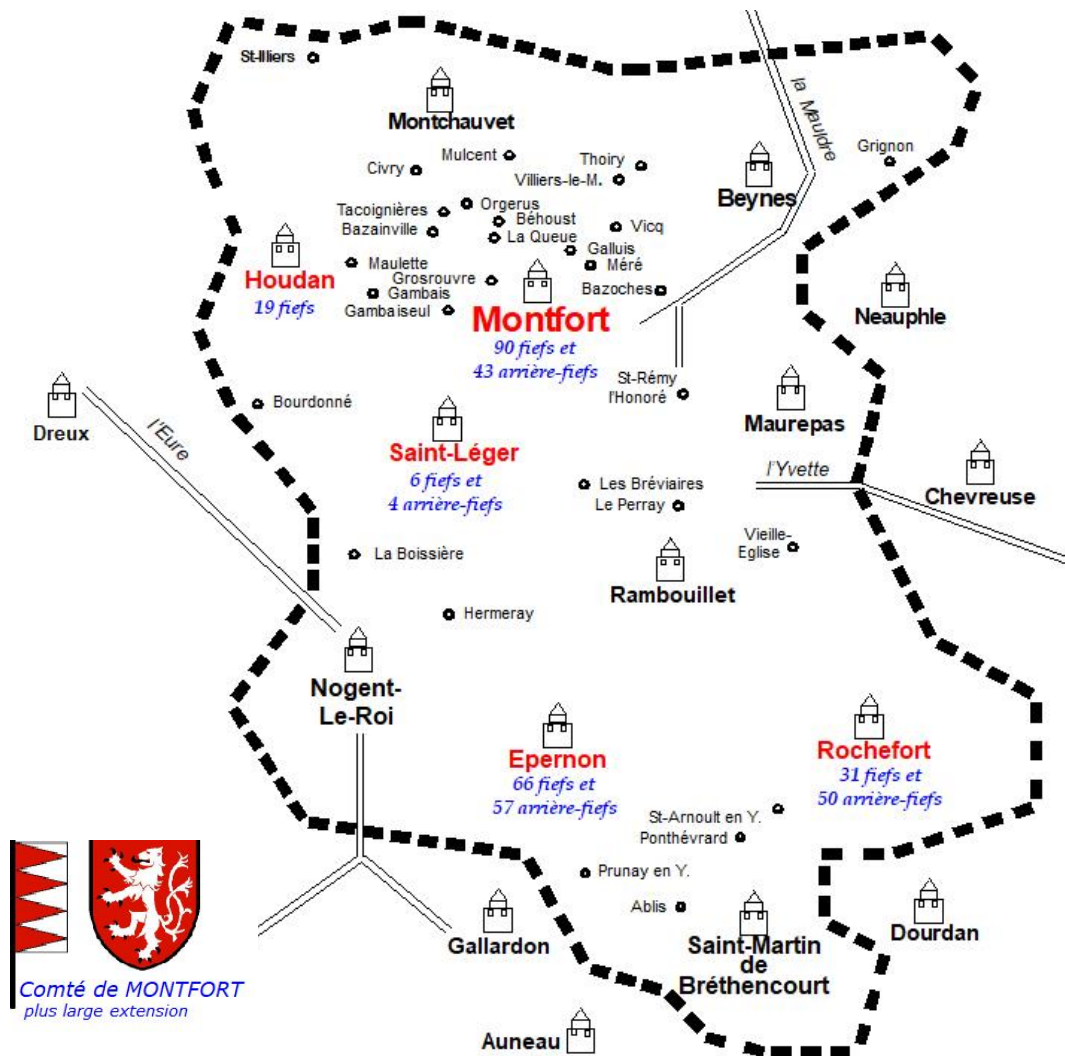 St-Illiers
Montchauvet
la Mauldre
Mulcent
Civry
Thoiry
Villiers-le-M.
Grignon
Beynes
Orgerus
Tacoignières
Béhoust
Bazainville
La Queue
Vicq
Galluis
Maulette
Méré
Houdan
19 fiefs
Grosrouvre
Gambais
Bazoches
Gambaiseul
Montfort
90 fiefs et
43 arrière-fiefs
Neauphle
St-Rémy
l'Honoré
Bourdonné
Dreux
l'Eure
Maurepas
Saint-Léger
6 fiefs et
4 arrière-fiefs
l'Yvette
Chevreuse
Les Bréviaires
Le Perray
Vieille-
Eglise
La Boissière
Rambouillet
Hermeray
Nogent-
Le-Roi
Epernon
66 fiefs et
57 arrière-fiefs
Rochefort
31 fiefs et
50 arrière-fiefs
St-Arnoult en Y.
Ponthévrard
Prunay en Y.
Ablis
Gallardon
Saint-Martin
de
Bréthencourt
Dourdan
Auneau
Comté de MONTFORT
plus large extension